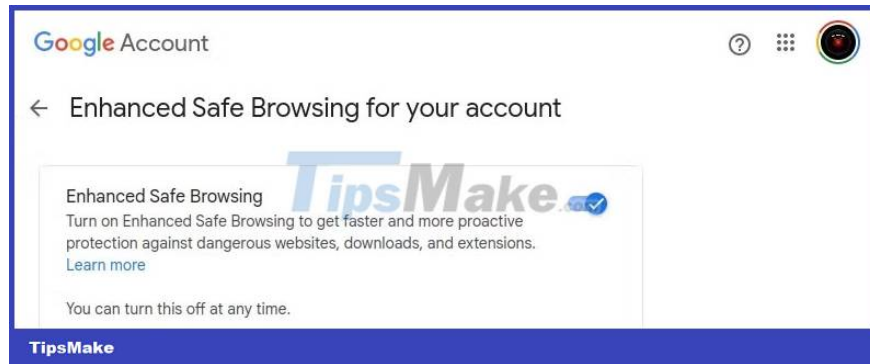 Google Account
Enhanced Safe Browsing for your account
TipsMake.com
Enhanced Safe Browsing
Turn on Enhanced Safe Browsing to get faster and more proactive
protection against dangerous websites, downloads, and extensions.
Learn more
You can turn this off at any time.
TipsMake